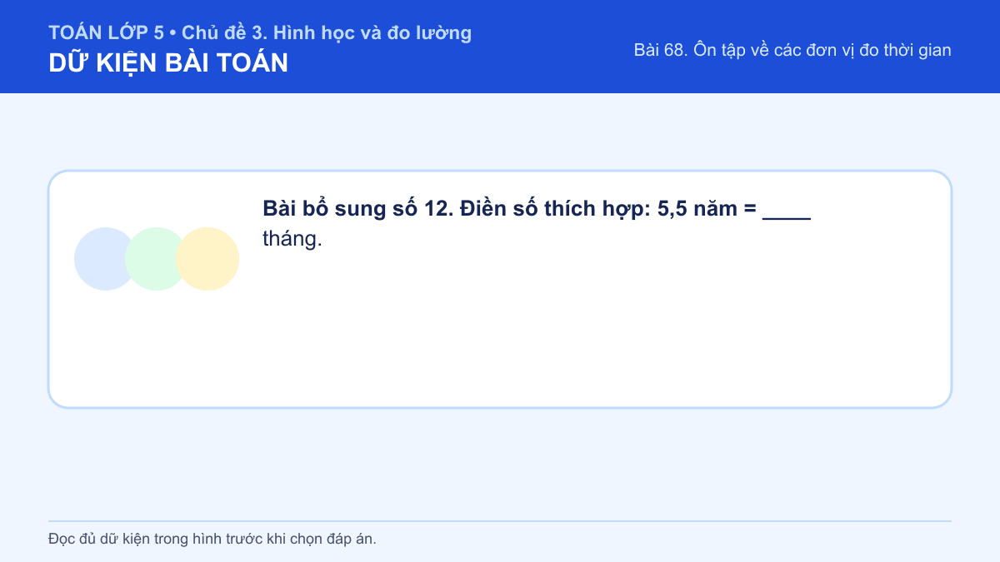 TOÁN LỚP 5 • Chủ đề 3. Hình học và đo lường
DỮ KIỆN BÀI TOÁN
Bài 68. Ôn tập về các đơn vị đo thời gian
Bài bổ sung số 12. Điền số thích hợp: 5,5 năm = ____
tháng.
Đọc đủ dữ kiện trong hình trước khi chọn đáp án.